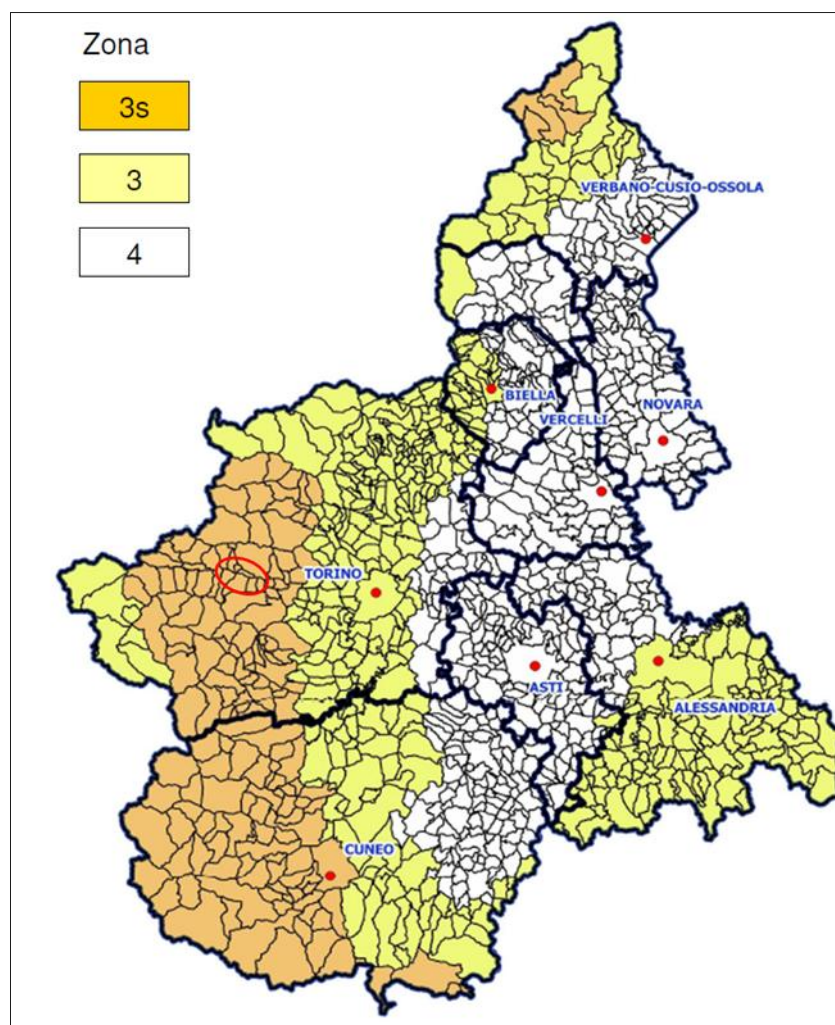 Zona
3s
3
4
VERBANO-CUSIO-OSSOLA
BIELLA
VERCELLI
NOVARA
TORINO
ASTI
ALESSANDRIA
CUNEO